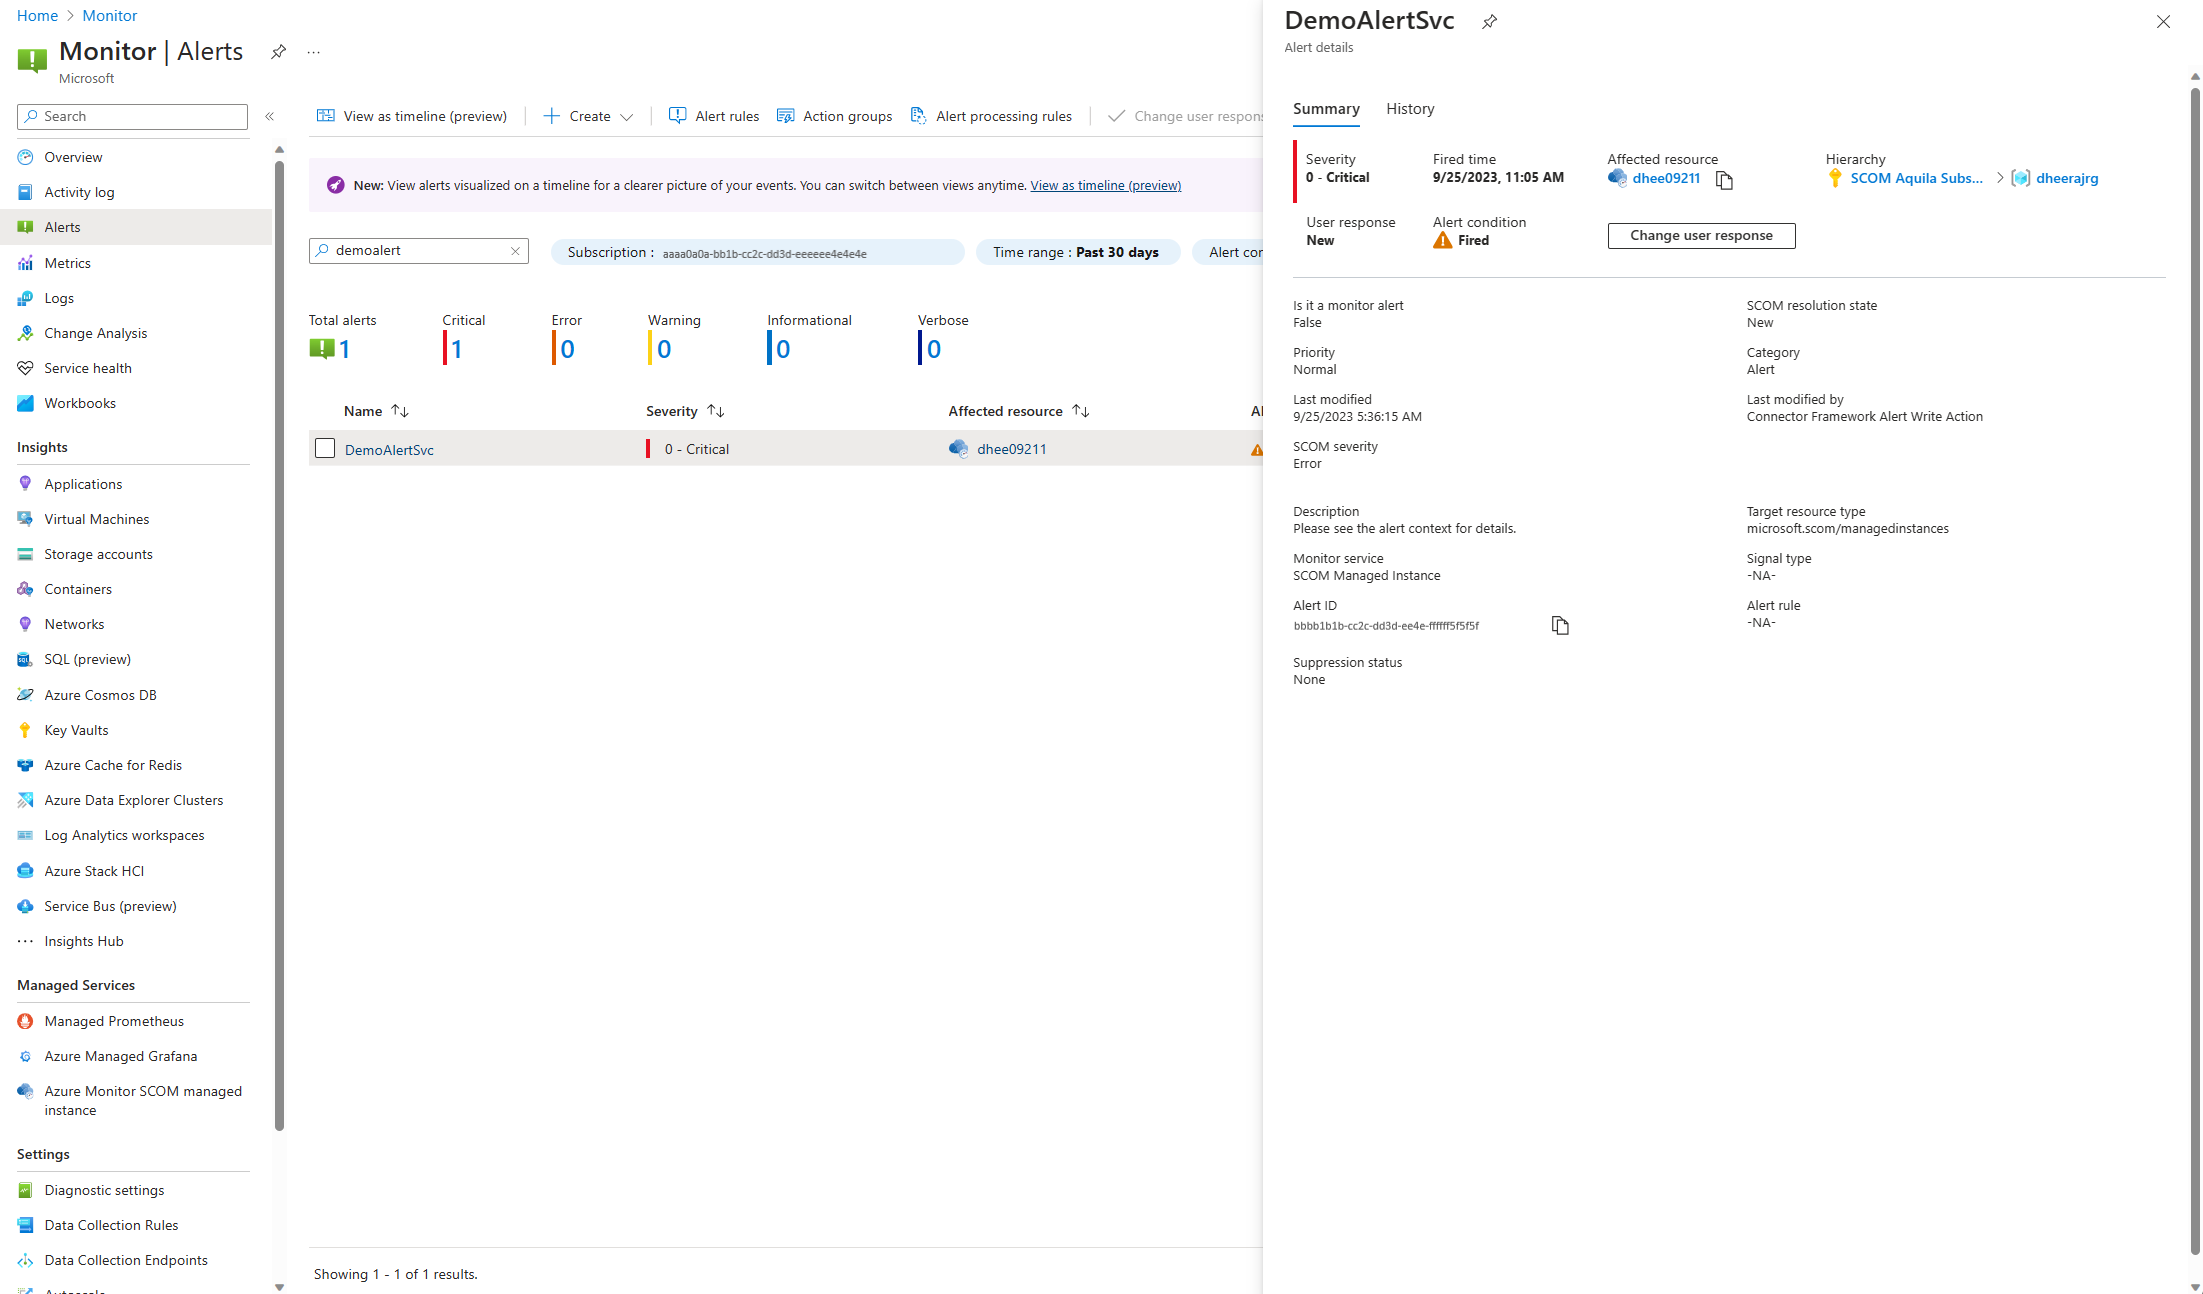 Home > Monitor
Monitor | Alerts
Microsoft
Search
Overview
Activity log
Alerts
Metrics
Logs
Change Analysis
Service health
Workbooks
Insights
Applications
Virtual Machines
Storage accounts
Containers
Networks
SQL (preview)
Azure Cosmos DB
Key Vaults
Azure Cache for Redis
Azure Data Explorer Clusters
Log Analytics workspaces
Azure Stack HCI
Service Bus (preview)
Insights Hub
Managed Services
Managed Prometheus
Azure Managed Grafana
Azure Monitor SCOM managed
instance
Settings
Diagnostic settings
Data Collection Rules
Data Collection Endpoints
View as timeline (preview) Create Alert rules Action groups Alert processing rules Change user respon
New: View alerts visualized on a timeline for a clearer picture of your events. You can switch between views anytime. View as timeline (preview)
demoalert Subscription : aaaa0a0a-bb1b-cc2c-dd3d-eeeeee4e4e4e Time range : Past 30 days Alert con
Total alerts Critical Error Warning Informational Verbose
1 1 0 0 0 0
Name Severity Affected resource Al
DemoAlertSvc 0 - Critical dhee09211
Showing 1 - 1 of 1 results.
DemoAlertSvc
Alert details
Summary History
Severity Fired time Affected resource Hierarchy
0 - Critical 9/25/2023, 11:05 AM dhee09211 SCOM Aquila Subs... > dheerajrg
User response Alert condition
New Fired Change user response
Is it a monitor alert SCOM resolution state
False New
Priority Category
Normal Alert
Last modified Last modified by
9/25/2023 5:36:15 AM Connector Framework Alert Write Action
SCOM severity
Error
Description Target resource type
Please see the alert context for details. microsoft.scom/managedinstances
Monitor service Signal type
SCOM Managed Instance -NA-
Alert ID Alert rule
bbbb1b1b-cc2c-dd3d-ee4e-ffffff5f5f5f -NA-
Suppression status
None